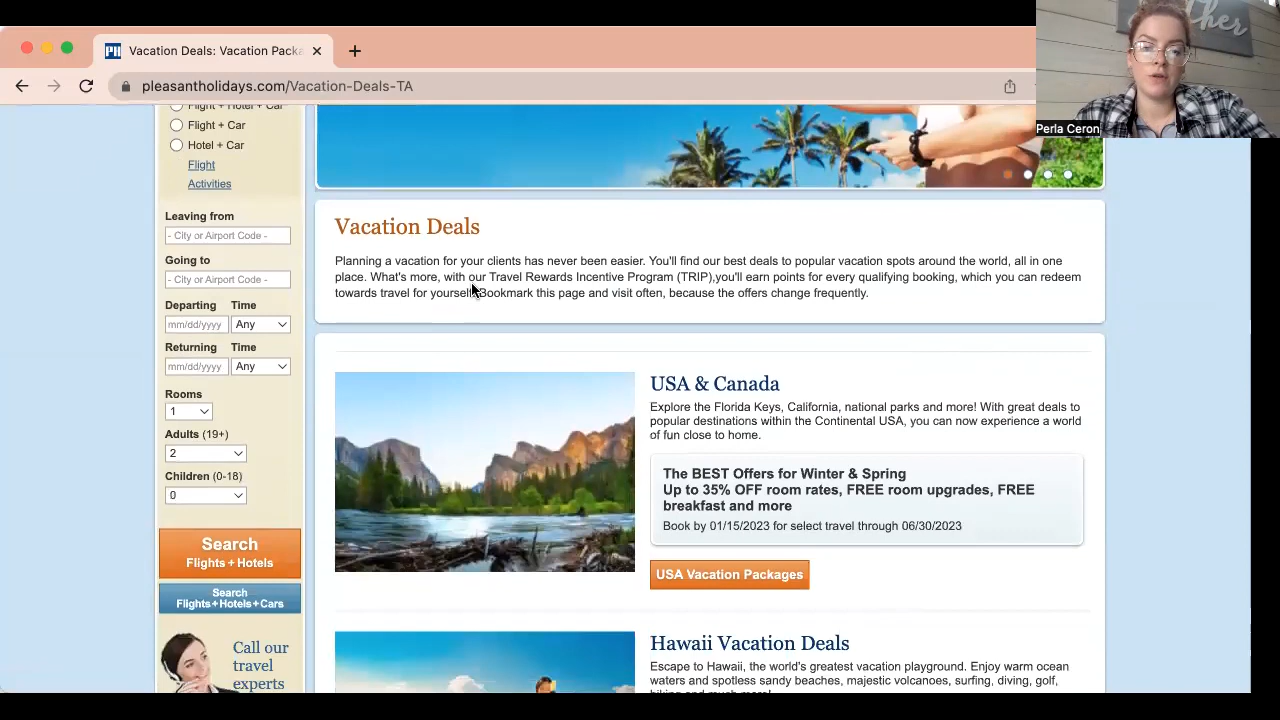 Vacation Deals: Vacation Packa
pleasantholidays.com/Vacation-Deals-TA
Perla Ceron
Flight + Hotel + Car
Flight + Car
Hotel + Car
Flight
Activities
Leaving from
- City or Airport Code -
Going to
- City or Airport Code -
Departing Time
mm/dd/yyyy Any
Returning Time
mm/dd/yyyy Any
Rooms
1
Adults (19+)
2
Children (0-18)
0
Search
Flights + Hotels
Search
Flights+Hotels+Cars
Call our
travel
experts
Vacation Deals
Planning a vacation for your clients has never been easier. You'll find our best deals to popular vacation spots around the world, all in one
place. What's more, with our Travel Rewards Incentive Program (TRIP),you'll earn points for every qualifying booking, which you can redeem
towards travel for yourself. Bookmark this page and visit often, because the offers change frequently.
USA & Canada
Explore the Florida Keys, California, national parks and more! With great deals to
popular destinations within the Continental USA, you can now experience a world
of fun close to home.
The BEST Offers for Winter & Spring
Up to 35% OFF room rates, FREE room upgrades, FREE
breakfast and more
Book by 01/15/2023 for select travel through 06/30/2023
USA Vacation Packages
Hawaii Vacation Deals
Escape to Hawaii, the world's greatest vacation playground. Enjoy warm ocean
waters and spotless sandy beaches, majestic volcanoes, surfing, diving, golf,
hiking and much more!